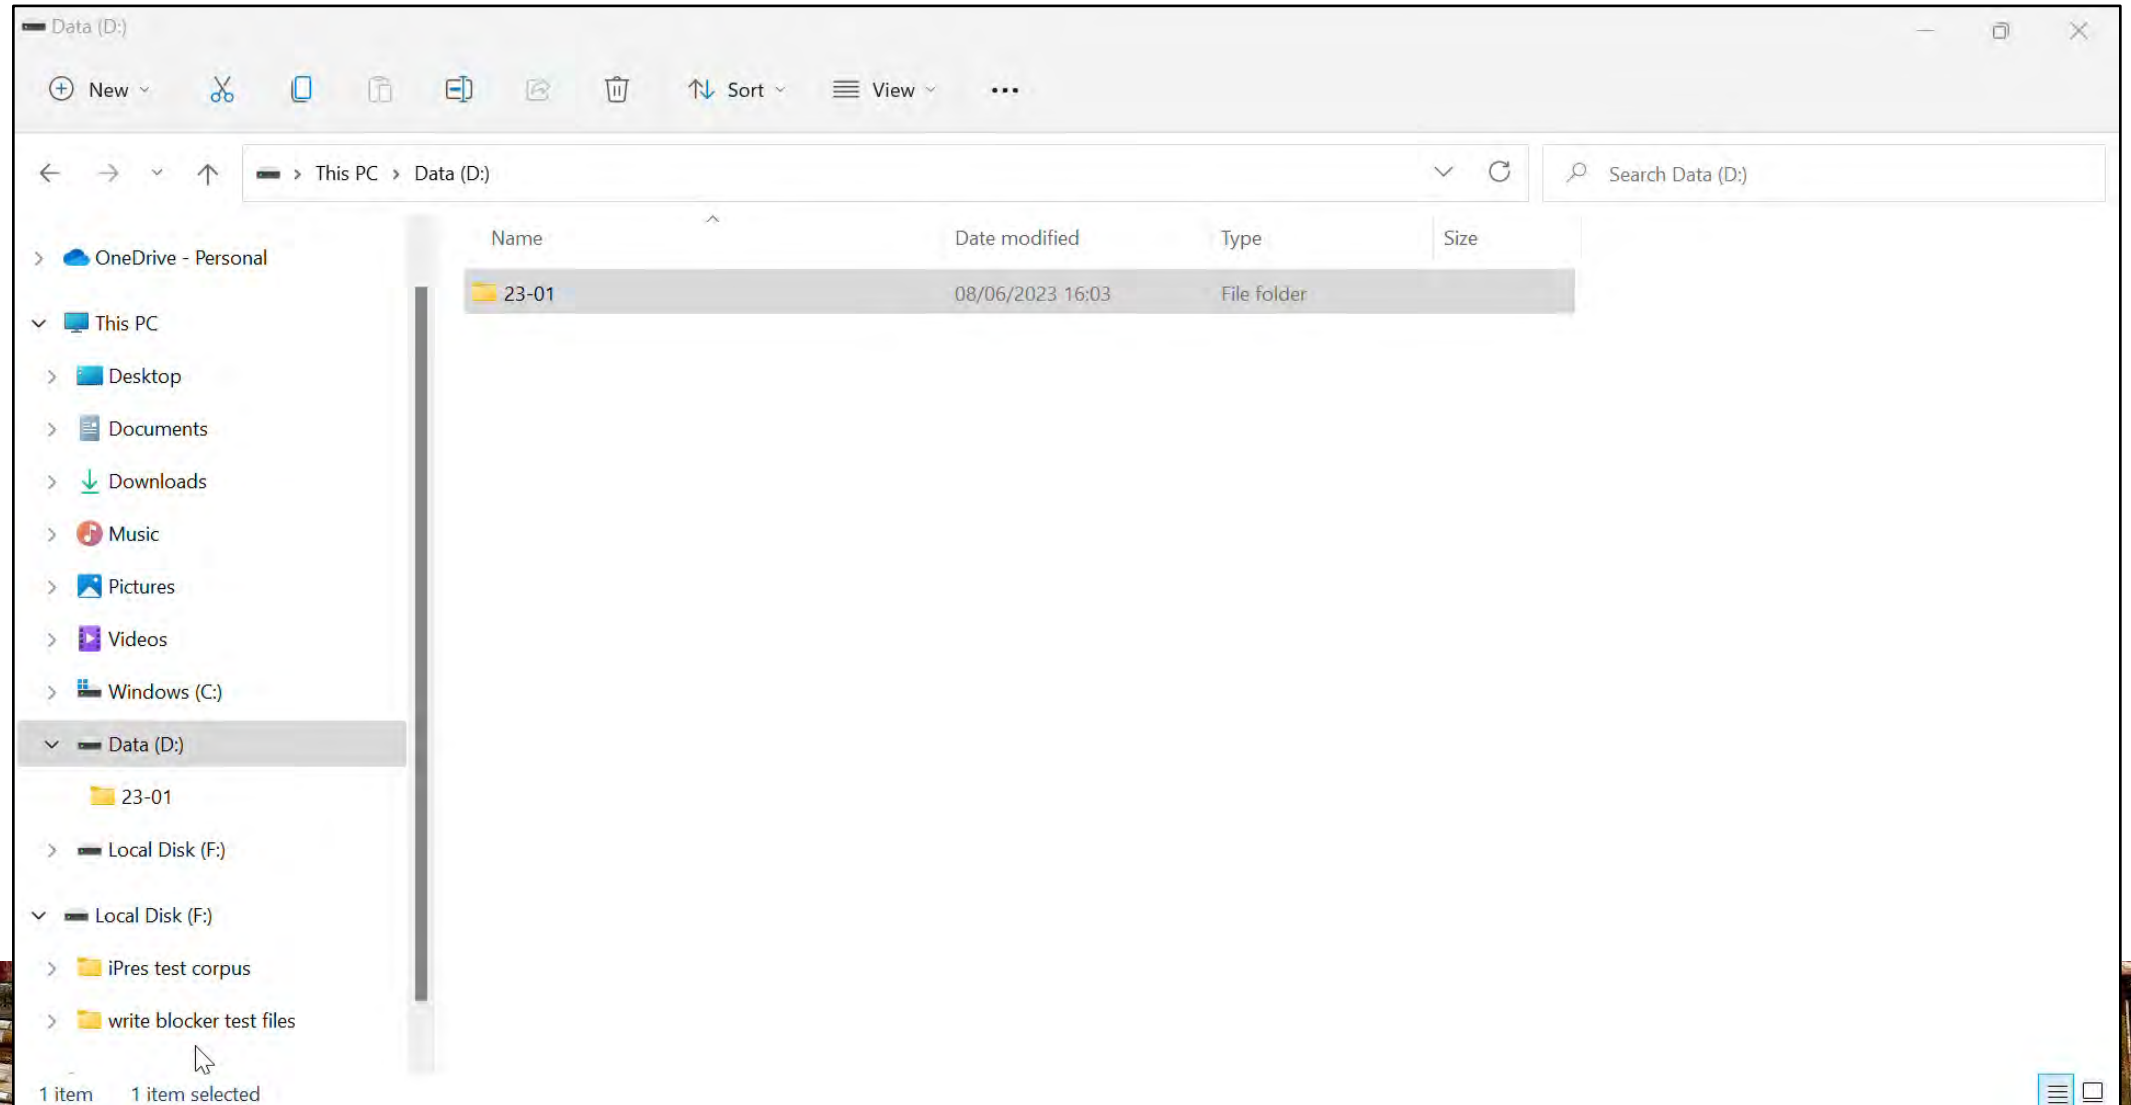 Data (D:)
New
Sort
View
This PC > Data (D:)
Search Data (D:)
Name
Date modified
Type
Size
23-01
08/06/2023 16:03
File folder
OneDrive - Personal
This PC
Desktop
Documents
Downloads
Music
Pictures
Videos
Windows (C:)
Data (D:)
23-01
Local Disk (F:)
Local Disk (F:)
iPres test corpus
write blocker test files
1 item
1 item selected